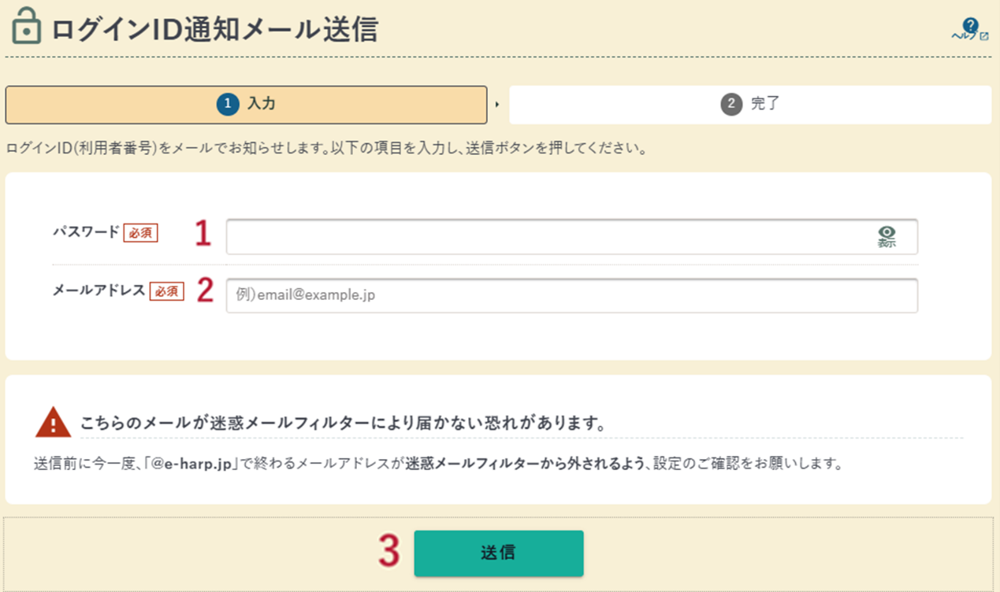 ログインID通知メール送信
ヘルプ
1 入力
2 完了
ログインID(利用者番号)をメールでお知らせします。以下の項目を入力し、送信ボタンを押してください。
パスワード 必須 1
表示
メールアドレス 必須 2 例)email@example.jp
こちらのメールが迷惑メールフィルターにより届かない恐れがあります。
送信前に今一度、「@e-harp.jp」で終わるメールアドレスが迷惑メールフィルターから外されるよう、設定のご確認をお願いします。
3 送信